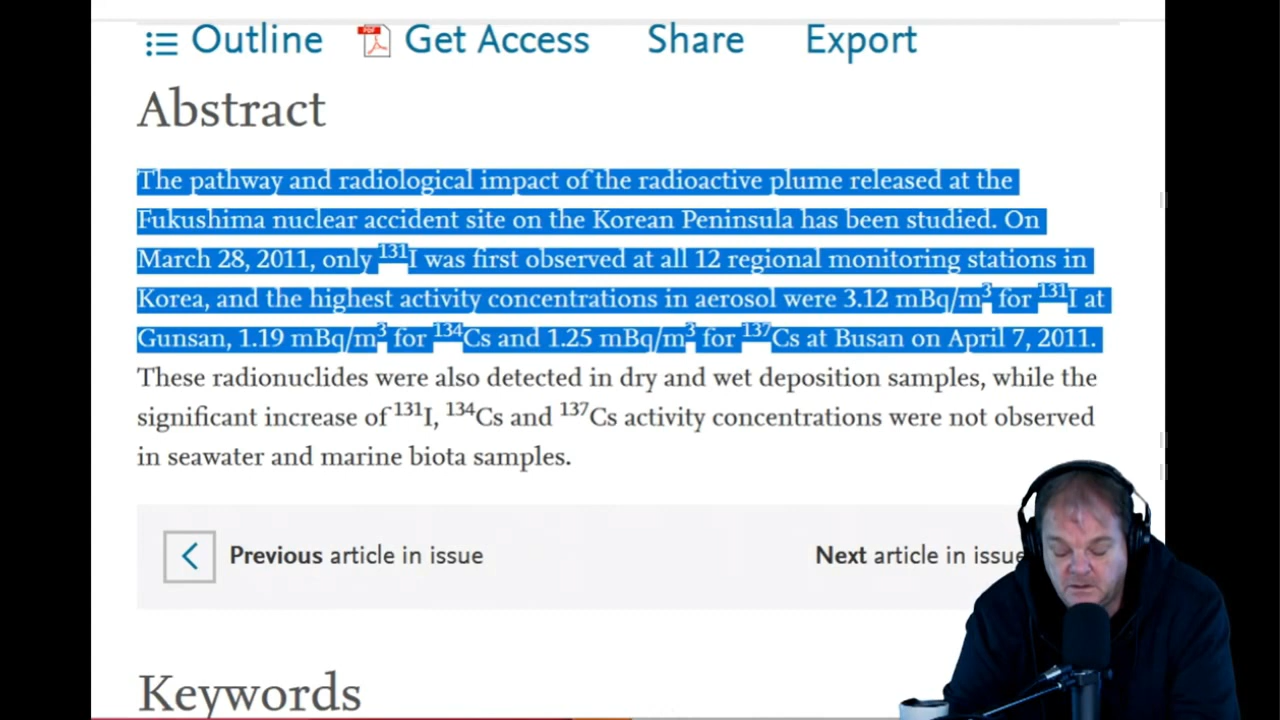 Outline Get Access Share Export
Abstract
The pathway and radiological impact of the radioactive plume released at the
Fukushima nuclear accident site on the Korean Peninsula has been studied. On
March 28, 2011, only ¹³¹I was first observed at all 12 regional monitoring stations in
Korea, and the highest activity concentrations in aerosol were 3.12 mBq/m³ for ¹³¹I at
Gunsan, 1.19 mBq/m³ for ¹³⁴Cs and 1.25 mBq/m³ for ¹³⁷Cs at Busan on April 7, 2011.
These radionuclides were also detected in dry and wet deposition samples, while the
significant increase of ¹³¹I, ¹³⁴Cs and ¹³⁷Cs activity concentrations were not observed
in seawater and marine biota samples.
Previous article in issue
Next article in issue
Keywords